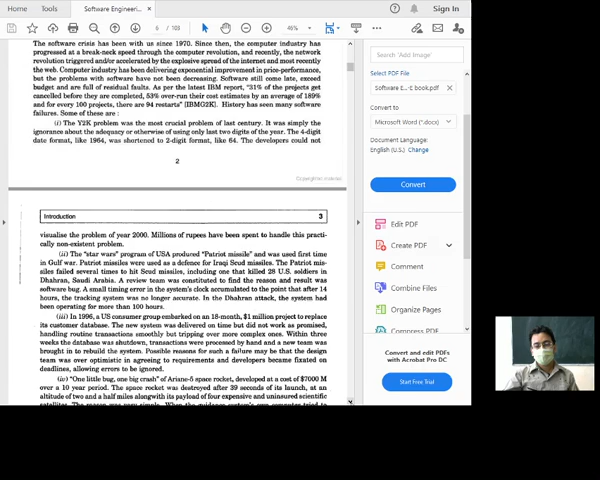 Home
Tools
Software Engineeri...
Sign In
6 / 103
46%
The software crisis has been with us since 1970. Since then, the computer industry has
progressed at a break-neck speed through the computer revolution, and recently, the network
revolution triggered and/or accelerated by the explosive spread of the internet and most recently
the web. Computer industry has been delivering exponential improvement in price-performance,
but the problems with software have not been decreasing. Software still come late, exceed
budget and are full of residual faults. As per the latest IBM report, "31% of the projects get
cancelled before they are completed, 53% over-run their cost estimates by an average of 189%
and for every 100 projects, there are 94 restarts" [IBMG2K]. History has seen many software
failures. Some of these are :
(i) The Y2K problem was the most crucial problem of last century. It was simply the
ignorance about the adequacy or otherwise of using only last two digits of the year. The 4-digit
date format, like 1964, was shortened to 2-digit format, like 64. The developers could not
2
Copyrighted material
Introduction
3
visualise the problem of year 2000. Millions of rupees have been spent to handle this practi-
cally non-existent problem.
(ii) The "star wars" program of USA produced "Patriot missile" and was used first time
in Gulf war. Patriot missiles were used as a defence for Iraqi Scud missiles. The Patriot mis-
siles failed several times to hit Scud missiles, including one that killed 28 U.S. soldiers in
Dhahran, Saudi Arabia. A review team was constituted to find the reason and result was
software bug. A small timing error in the system's clock accumulated to the point that after 14
hours, the tracking system was no longer accurate. In the Dhahran attack, the system had
been operating for more than 100 hours.
(iii) In 1996, a US consumer group embarked on an 18-month, $1 million project to replace
its customer database. The new system was delivered on time but did not work as promised,
handling routine transactions smoothly but tripping over more complex ones. Within three
weeks the database was shutdown, transactions were processed by hand and a new team was
brought in to rebuild the system. Possible reasons for such a failure may be that the design
team was over optimistic in agreeing to requirements and developers became fixated on
deadlines, allowing errors to be ignored.
(iv) "One little bug, one big crash" of Ariane-5 space rocket, developed at a cost of $7000 M
over a 10 year period. The space rocket was destroyed after 39 seconds of its launch, at an
altitude of two and a half miles alongwith its payload of four expensive and uninsured scientific
satellites. The reason was very simple. When the guidance system's own computer tried to
Search 'Add Image'
Select PDF File
Software E...-t book.pdf
Convert to
Microsoft Word (*.docx)
Document Language:
English (U.S.) Change
Convert
Edit PDF
Create PDF
Comment
Combine Files
Organize Pages
Compress PDF
Convert and edit PDFs
with Acrobat Pro DC
Start Free Trial